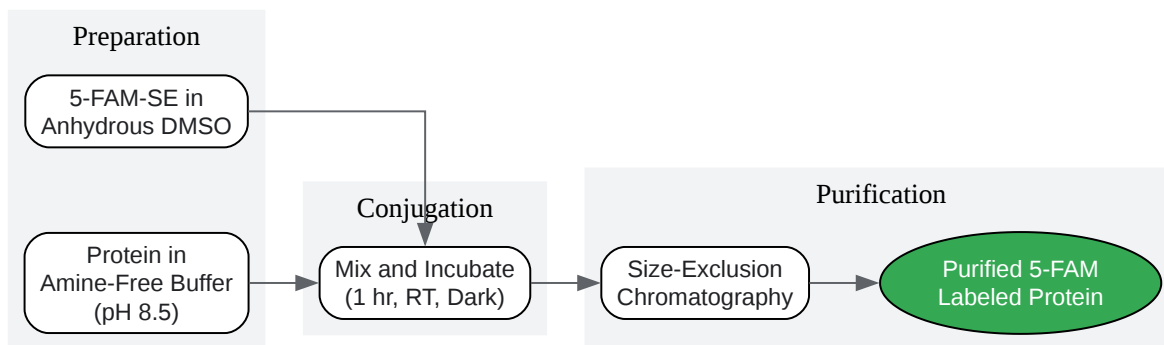 Preparation
5-FAM-SE in
Anhydrous DMSO
Protein in
Amine-Free Buffer
(pH 8.5)
Conjugation
Mix and Incubate
(1 hr, RT, Dark)
Purification
Size-Exclusion
Chromatography
Purified 5-FAM
Labeled Protein